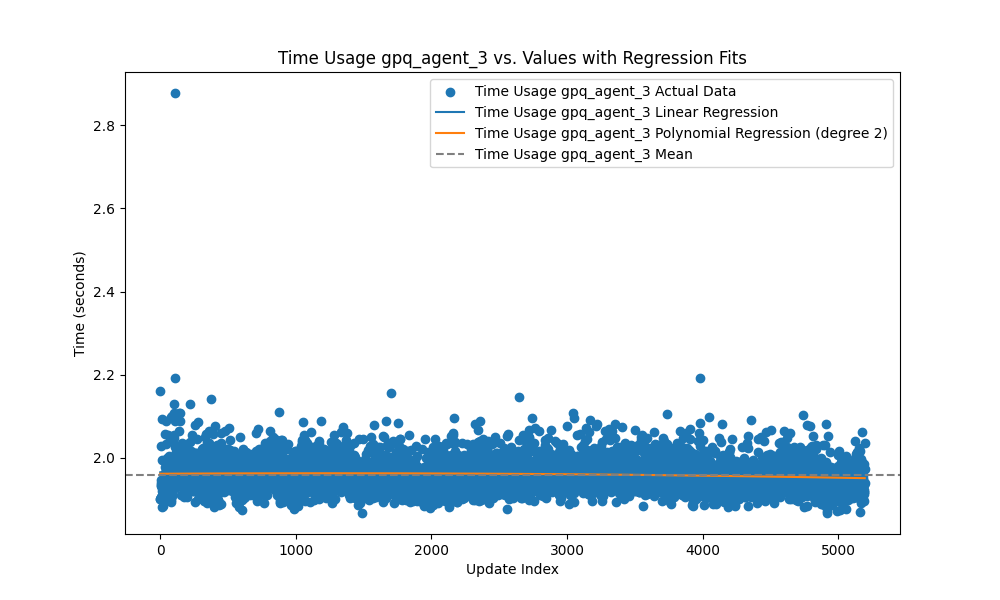 Time Usage gpq_agent_3 vs. Values with Regression Fits
Time Usage gpq_agent_3 Actual Data
Time Usage gpq_agent_3 Linear Regression
Time Usage gpq_agent_3 Polynomial Regression (degree 2)
Time Usage gpq_agent_3 Mean
Time (seconds)
2.8
2.6
2.4
2.2
2.0
0 1000 2000 3000 4000 5000
Update Index